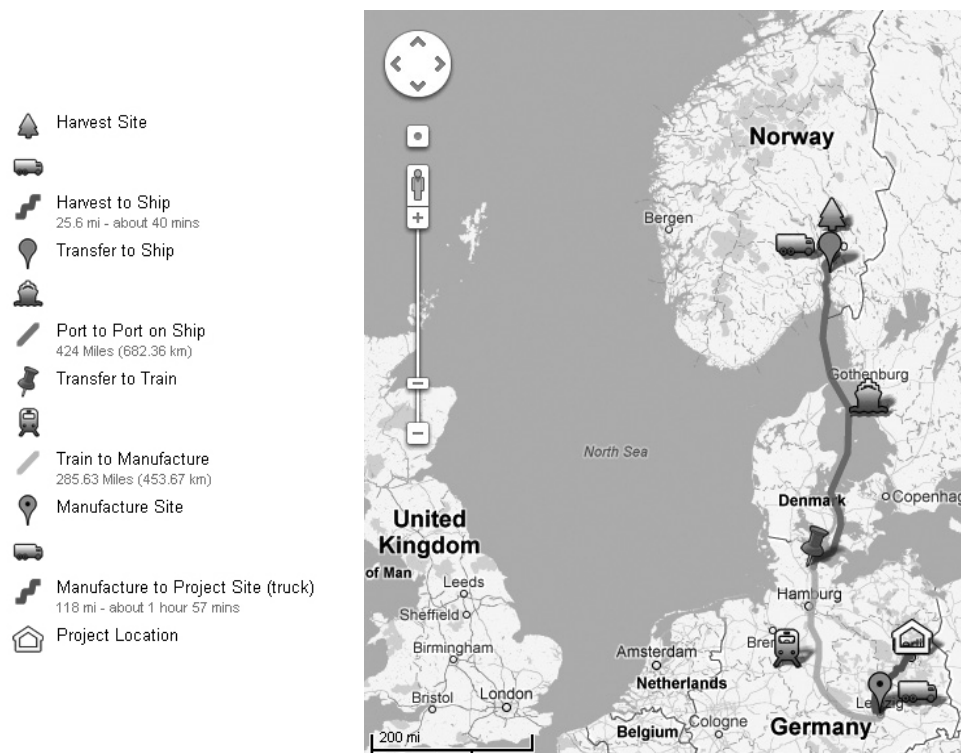 Harvest Site
Harvest to Ship
25.6 mi - about 40 mins
Transfer to Ship
Port to Port on Ship
424 Miles (682.36 km)
Transfer to Train
Train to Manufacture
285.63 Miles (453.67 km)
Manufacture Site
Manufacture to Project Site (truck)
118 mi - about 1 hour 57 mins
Project Location
Norway
Bergen
Gothenburg
North Sea
Denmark
Copenhag
United
Kingdom
of Man
Leeds
Sheffield
Birmingham
Bristol
London
Hamburg
Amsterdam
Netherlands
Belgium
Cologne
Germany
200 mi